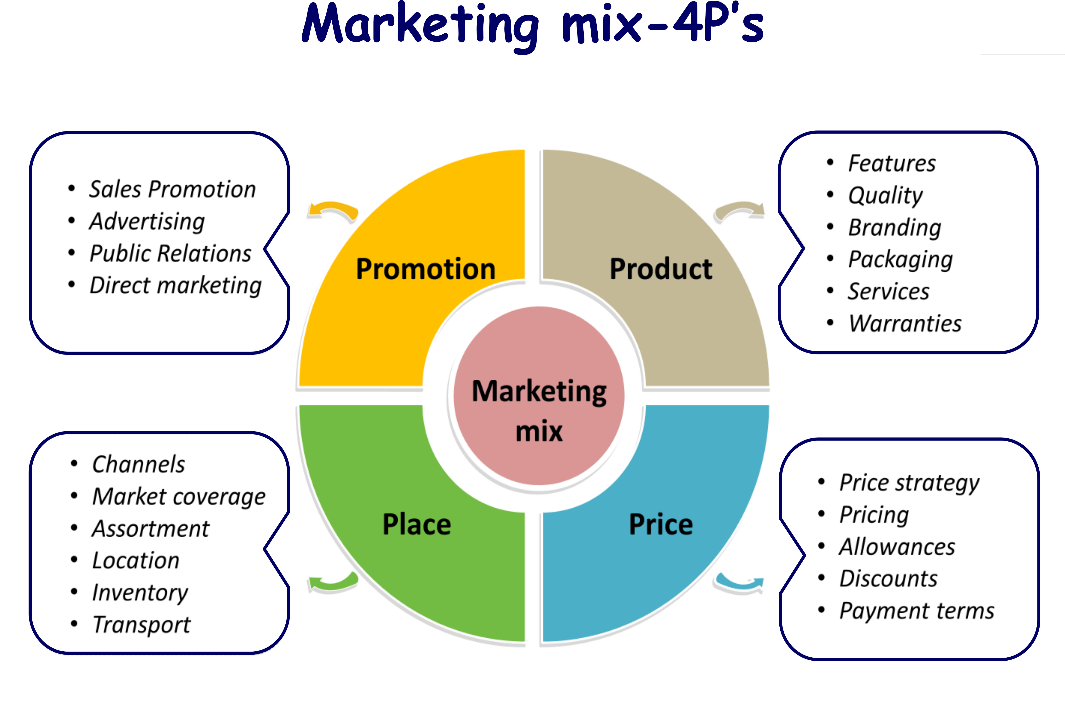 Marketing mix-4P's
• Sales Promotion
• Advertising
• Public Relations
• Direct marketing
Promotion
Product
• Features
• Quality
• Branding
• Packaging
• Services
• Warranties
Marketing
mix
• Channels
• Market coverage
• Assortment
• Location
• Inventory
• Transport
Place
Price
• Price strategy
• Pricing
• Allowances
• Discounts
• Payment terms